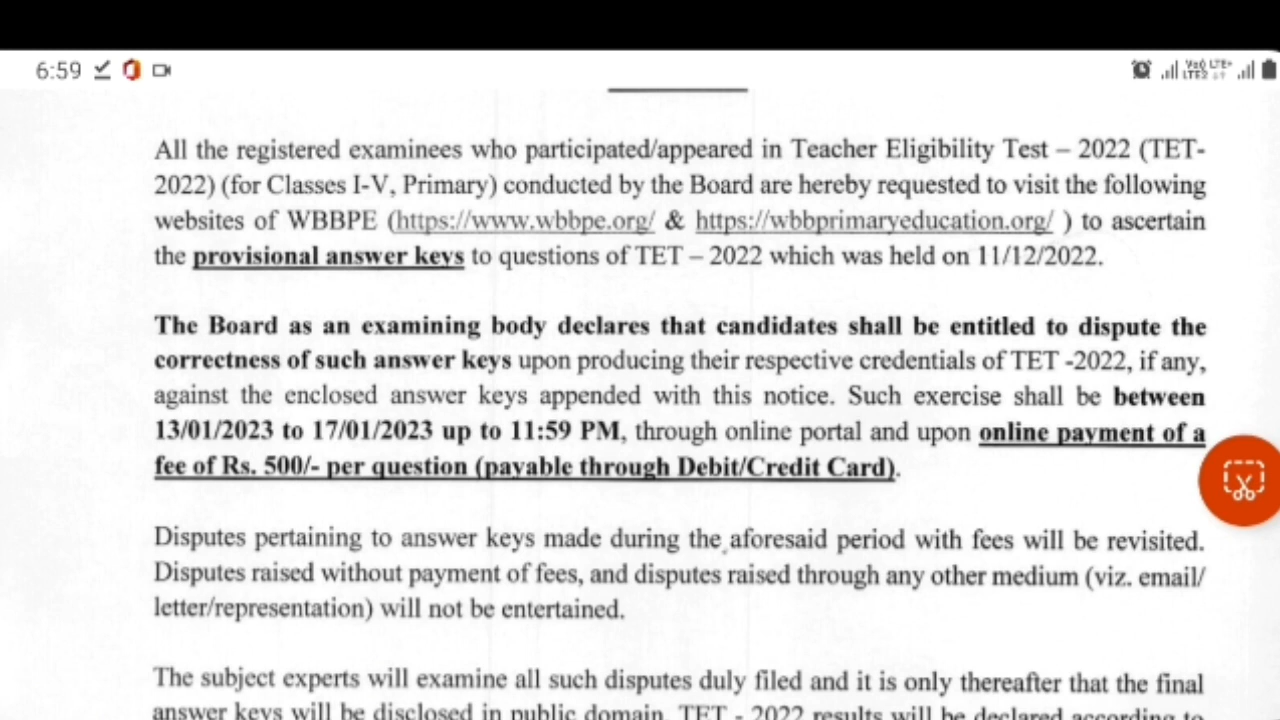 6:59
Vo) LTE+
LTE2
All the registered examinees who participated/appeared in Teacher Eligibility Test – 2022 (TET-
2022) (for Classes I-V, Primary) conducted by the Board are hereby requested to visit the following
websites of WBBPE (https://www.wbbpe.org/ & https://wbbprimaryeducation.org/ ) to ascertain
the provisional answer keys to questions of TET – 2022 which was held on 11/12/2022.
The Board as an examining body declares that candidates shall be entitled to dispute the
correctness of such answer keys upon producing their respective credentials of TET -2022, if any,
against the enclosed answer keys appended with this notice. Such exercise shall be between
13/01/2023 to 17/01/2023 up to 11:59 PM, through online portal and upon online payment of a
fee of Rs. 500/- per question (payable through Debit/Credit Card).
Disputes pertaining to answer keys made during the aforesaid period with fees will be revisited.
Disputes raised without payment of fees, and disputes raised through any other medium (viz. email/
letter/representation) will not be entertained.
The subject experts will examine all such disputes duly filed and it is only thereafter that the final
answer keys will be disclosed in public domain. TET - 2022 results will be declared according to